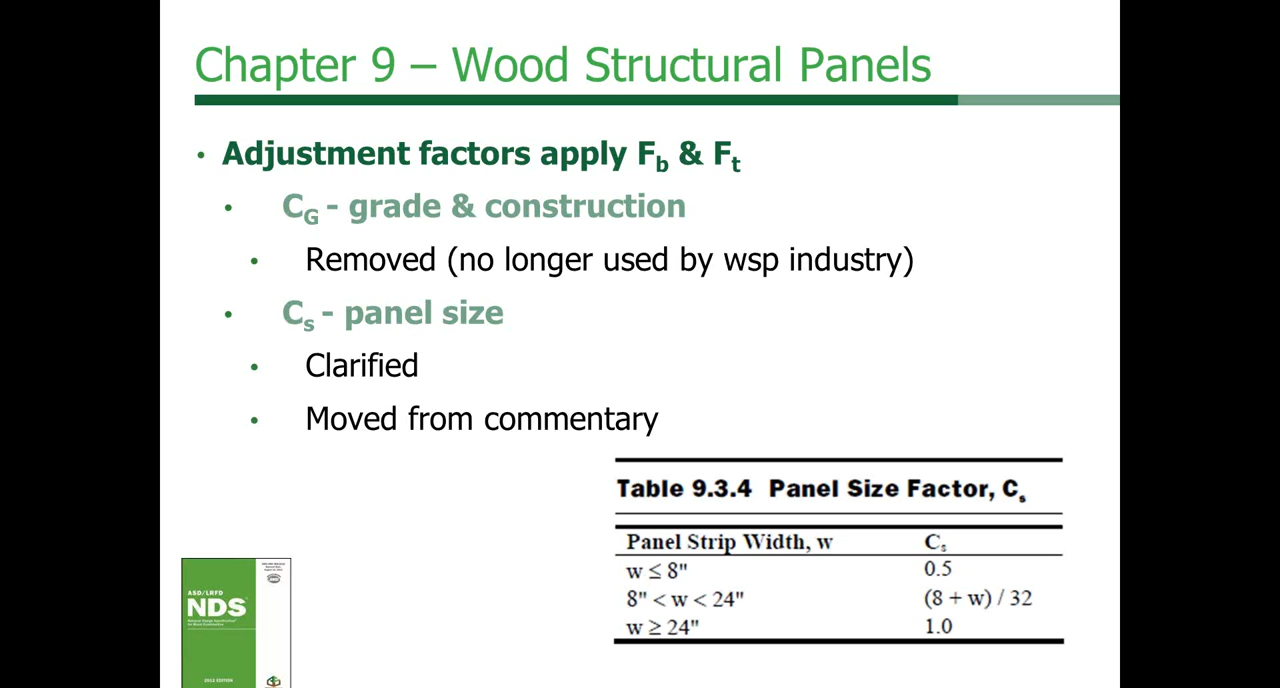 Chapter 9 – Wood Structural Panels
• Adjustment factors apply Fb & Ft
• CG - grade & construction
• Removed (no longer used by wsp industry)
• Cs - panel size
• Clarified
• Moved from commentary
Table 9.3.4 Panel Size Factor, Cs
Panel Strip Width, w Cs
w ≤ 8" 0.5
8" < w < 24" (8 + w) / 32
w ≥ 24" 1.0
ASD/LRFD
NDS
2012 EDITION